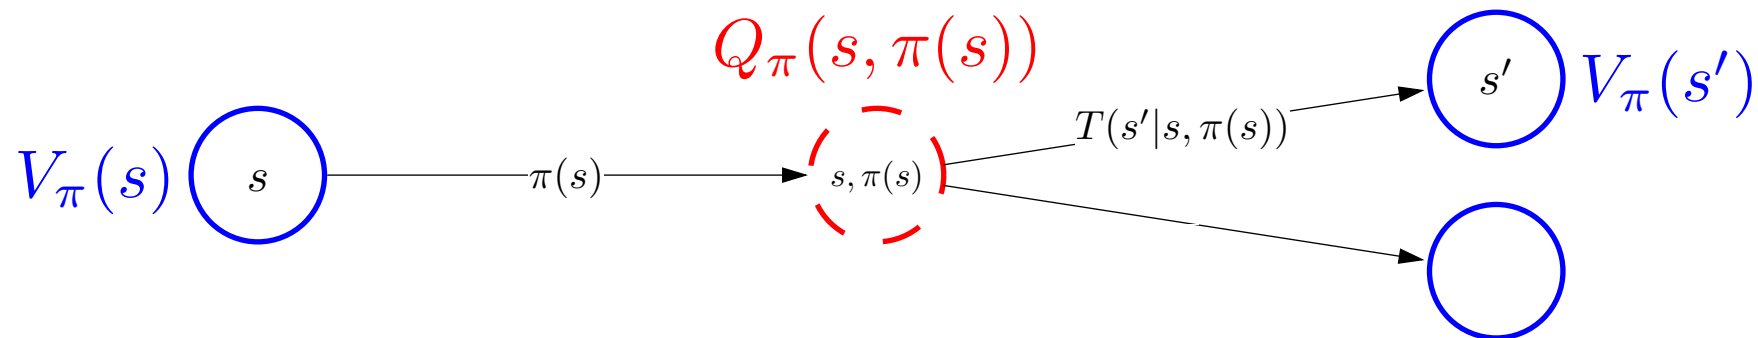 Q_π(s, π(s))
V_π(s)
s
π(s)
s, π(s)
T(s′|s, π(s))
s′
V_π(s′)